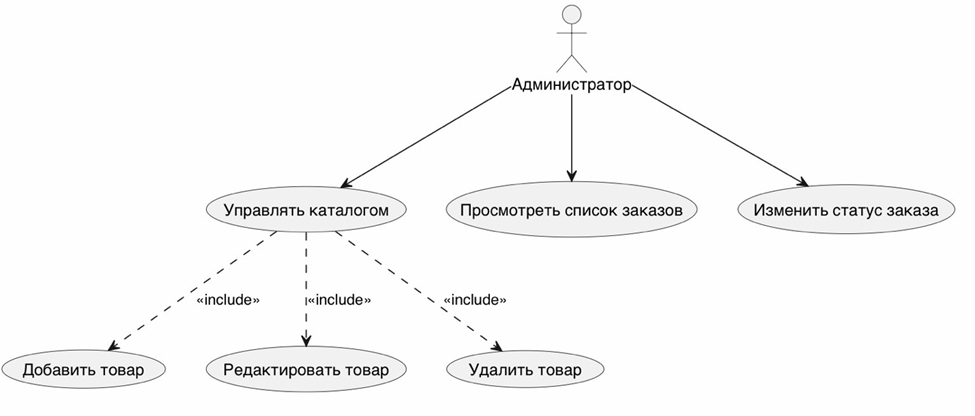 Администратор
Управлять каталогом
Просмотреть список заказов
Изменить статус заказа
«include»
«include»
«include»
Добавить товар
Редактировать товар
Удалить товар